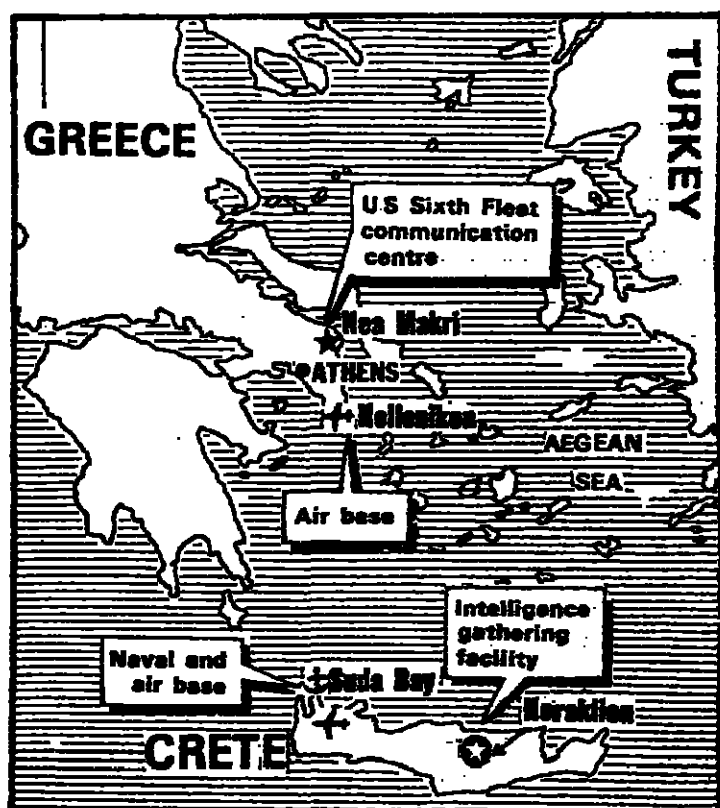 GREECE
TURKEY
U.S Sixth Fleet
communication
centre
Nea Makri
ATHENS
Hellenikon
AEGEAN
SEA
Air base
Intelligence
gathering
facility
Naval and
air base
Suda Bay
Heraklion
CRETE